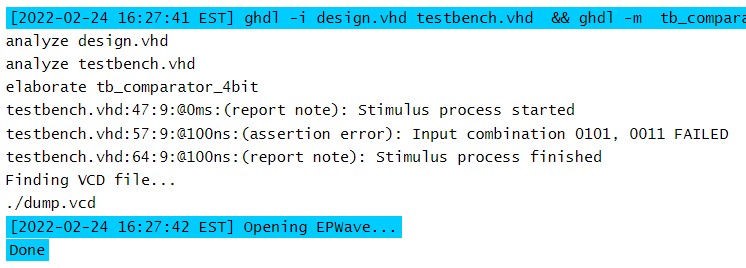 [2022-02-24 16:27:41 EST] ghdl -i design.vhd testbench.vhd  && ghdl -m  tb_compara
analyze design.vhd
analyze testbench.vhd
elaborate tb_comparator_4bit
testbench.vhd:47:9:@0ms:(report note): Stimulus process started
testbench.vhd:57:9:@100ns:(assertion error): Input combination 0101, 0011 FAILED
testbench.vhd:64:9:@100ns:(report note): Stimulus process finished
Finding VCD file...
./dump.vcd
[2022-02-24 16:27:42 EST] Opening EPWave...
Done